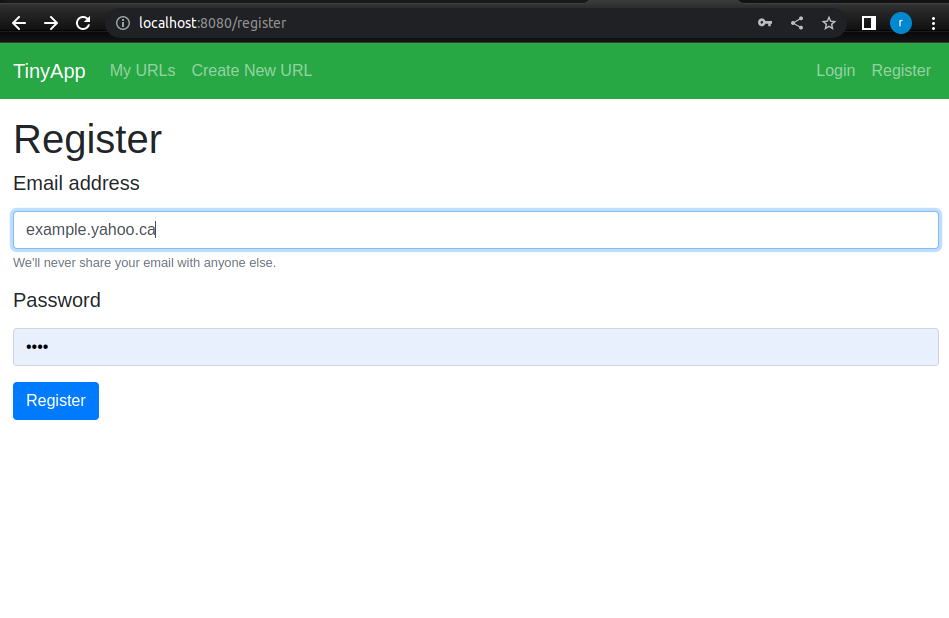 localhost:8080/register
r
TinyApp My URLs Create New URL Login Register
Register
Email address
example.yahoo.ca
We'll never share your email with anyone else.
Password
••••
Register